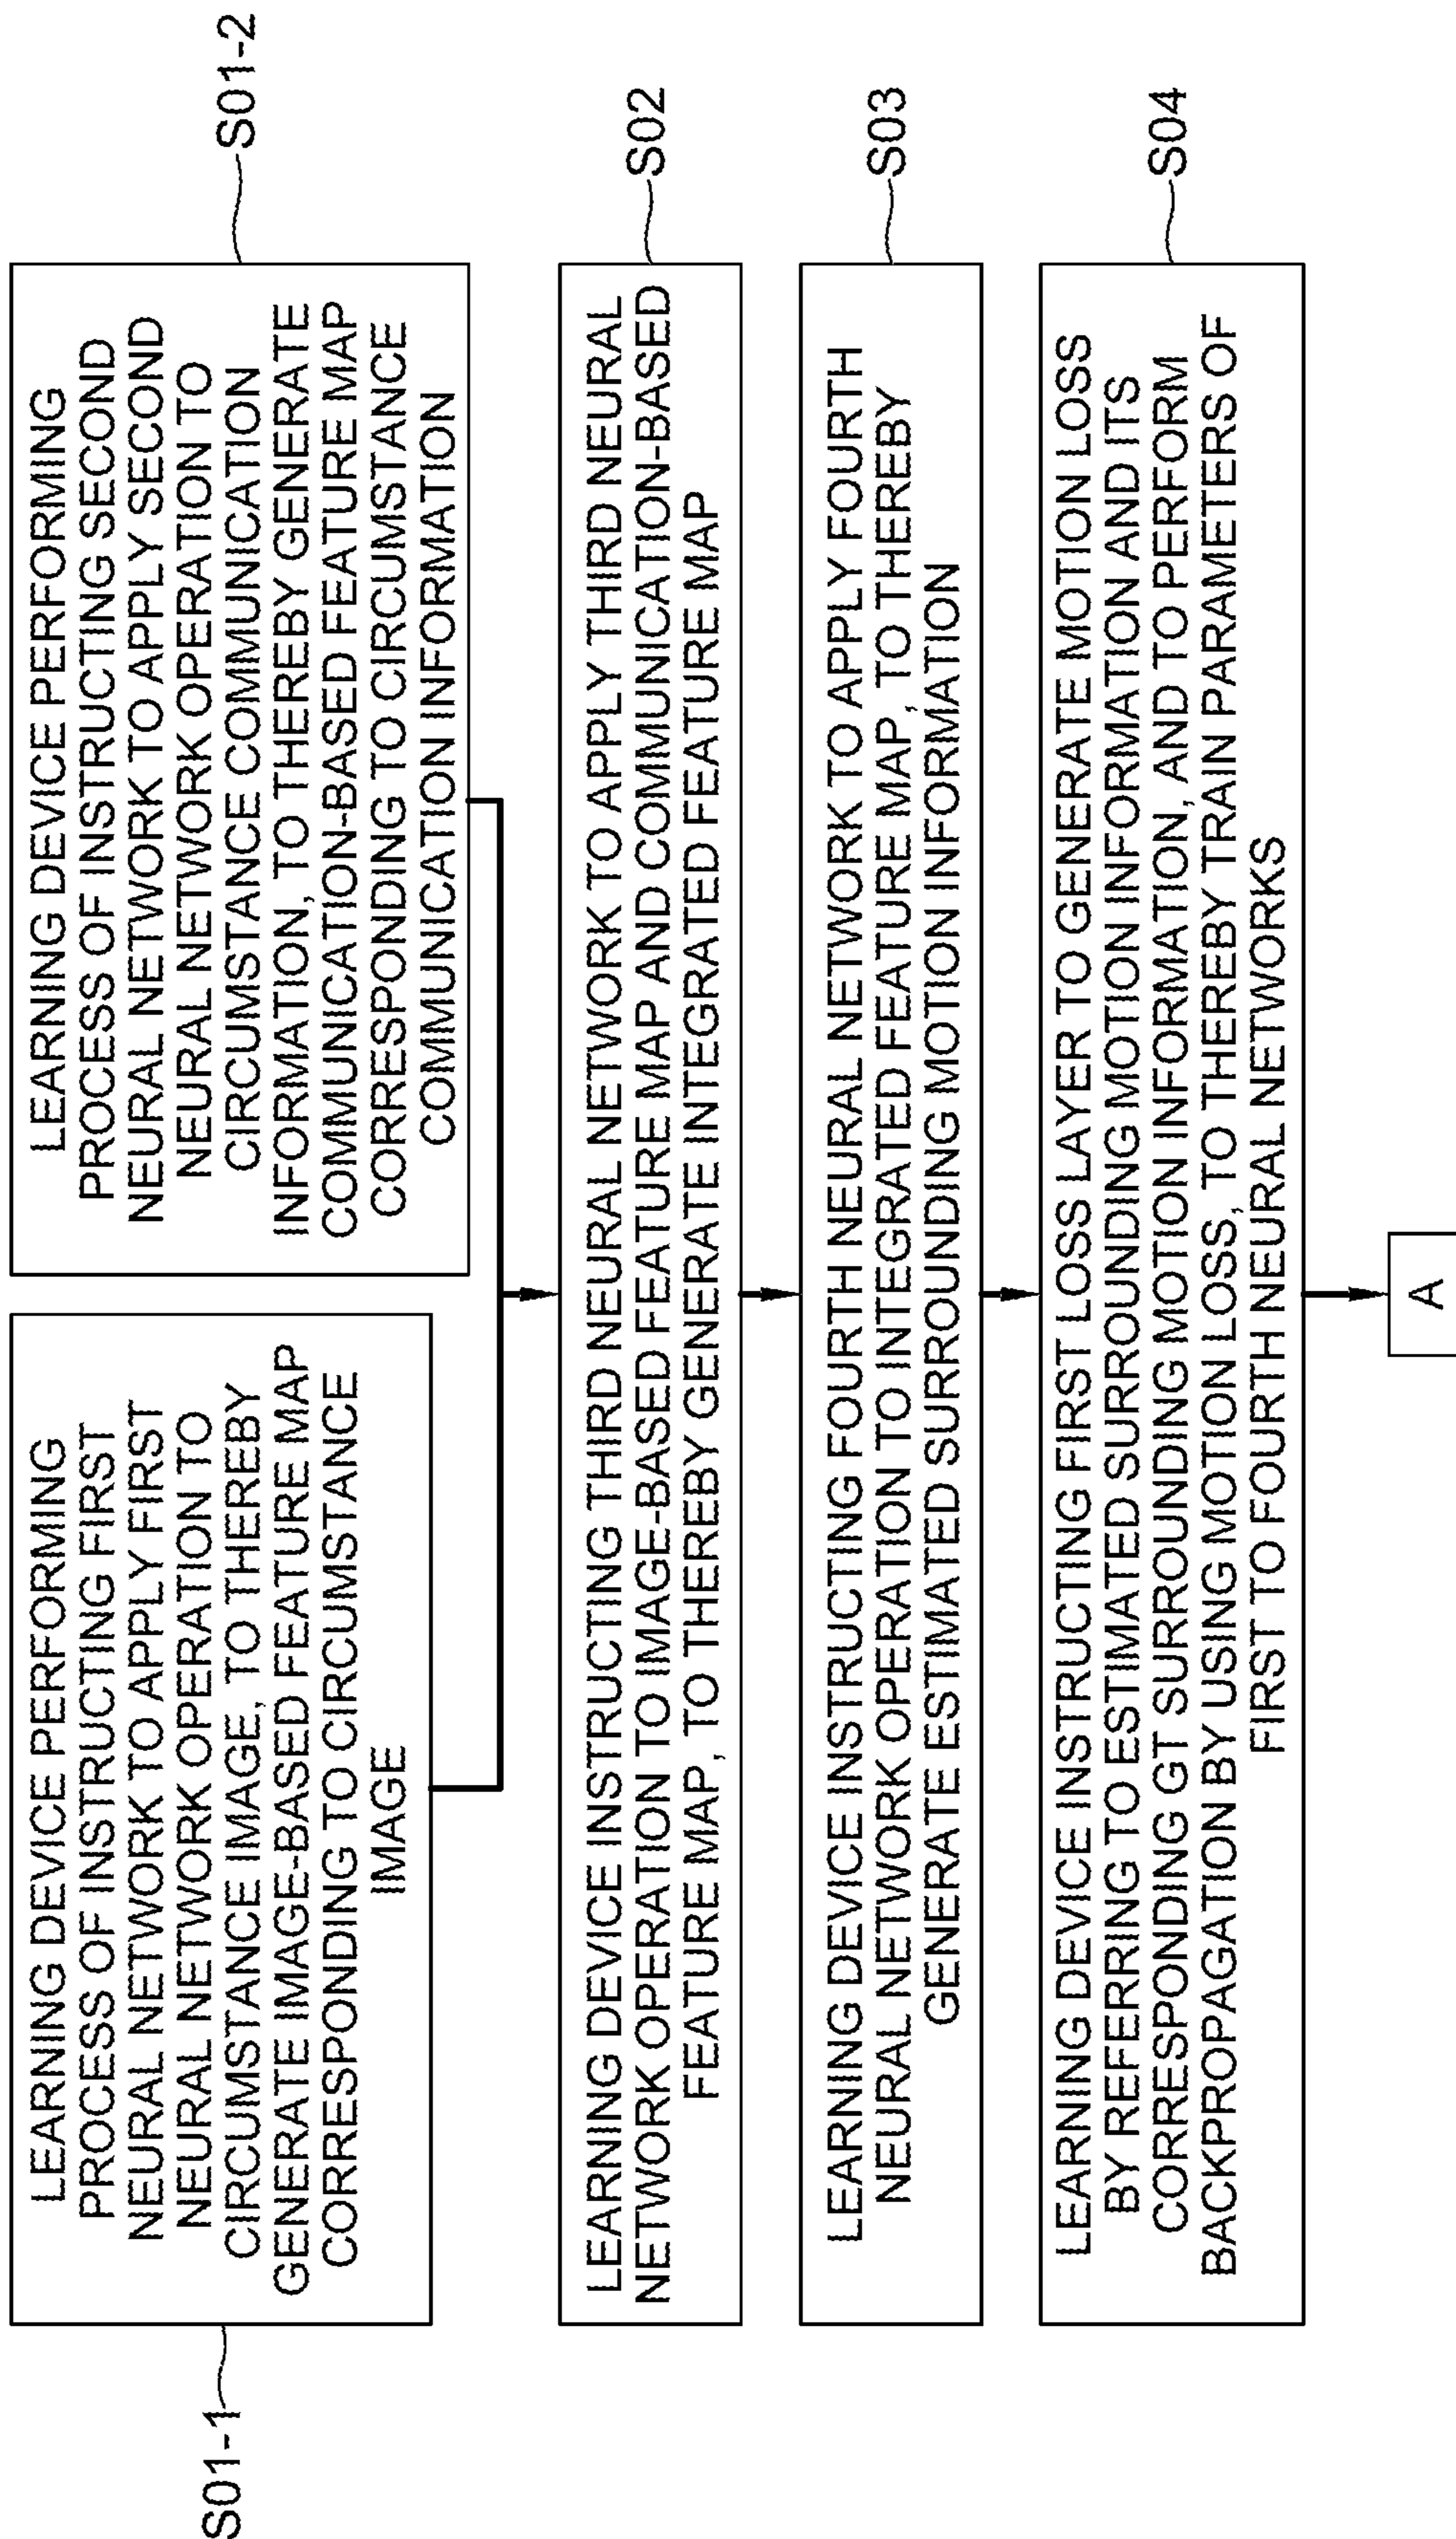 S01-1
LEARNING DEVICE PERFORMING
PROCESS OF INSTRUCTING FIRST
NEURAL NETWORK TO APPLY FIRST
NEURAL NETWORK OPERATION TO
CIRCUMSTANCE IMAGE, TO THEREBY
GENERATE IMAGE-BASED FEATURE MAP
CORRESPONDING TO CIRCUMSTANCE
IMAGE
LEARNING DEVICE PERFORMING
PROCESS OF INSTRUCTING SECOND
NEURAL NETWORK TO APPLY SECOND
NEURAL NETWORK OPERATION TO
CIRCUMSTANCE COMMUNICATION
INFORMATION, TO THEREBY GENERATE
COMMUNICATION-BASED FEATURE MAP
CORRESPONDING TO CIRCUMSTANCE
COMMUNICATION INFORMATION
S01-2
LEARNING DEVICE INSTRUCTING THIRD NEURAL NETWORK TO APPLY THIRD NEURAL
NETWORK OPERATION TO IMAGE-BASED FEATURE MAP AND COMMUNICATION-BASED
FEATURE MAP, TO THEREBY GENERATE INTEGRATED FEATURE MAP
S02
LEARNING DEVICE INSTRUCTING FOURTH NEURAL NETWORK TO APPLY FOURTH
NEURAL NETWORK OPERATION TO INTEGRATED FEATURE MAP, TO THEREBY
GENERATE ESTIMATED SURROUNDING MOTION INFORMATION
S03
LEARNING DEVICE INSTRUCTING FIRST LOSS LAYER TO GENERATE MOTION LOSS
BY REFERRING TO ESTIMATED SURROUNDING MOTION INFORMATION AND ITS
CORRESPONDING GT SURROUNDING MOTION INFORMATION, AND TO PERFORM
BACKPROPAGATION BY USING MOTION LOSS, TO THEREBY TRAIN PARAMETERS OF
FIRST TO FOURTH NEURAL NETWORKS
S04
A